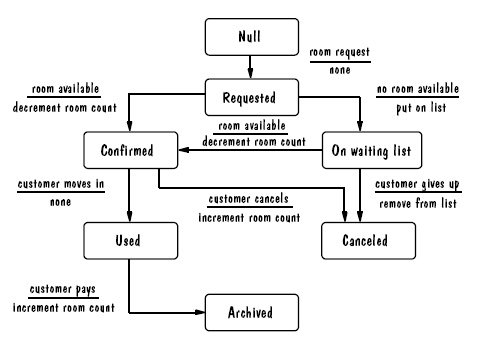 Null
room request
none
Requested
room available
decrement room count
no room available
put on list
room available
decrement room count
Confirmed
On waiting list
customer moves in
none
customer cancels
increment room count
customer gives up
remove from list
Used
Canceled
customer pays
increment room count
Archived